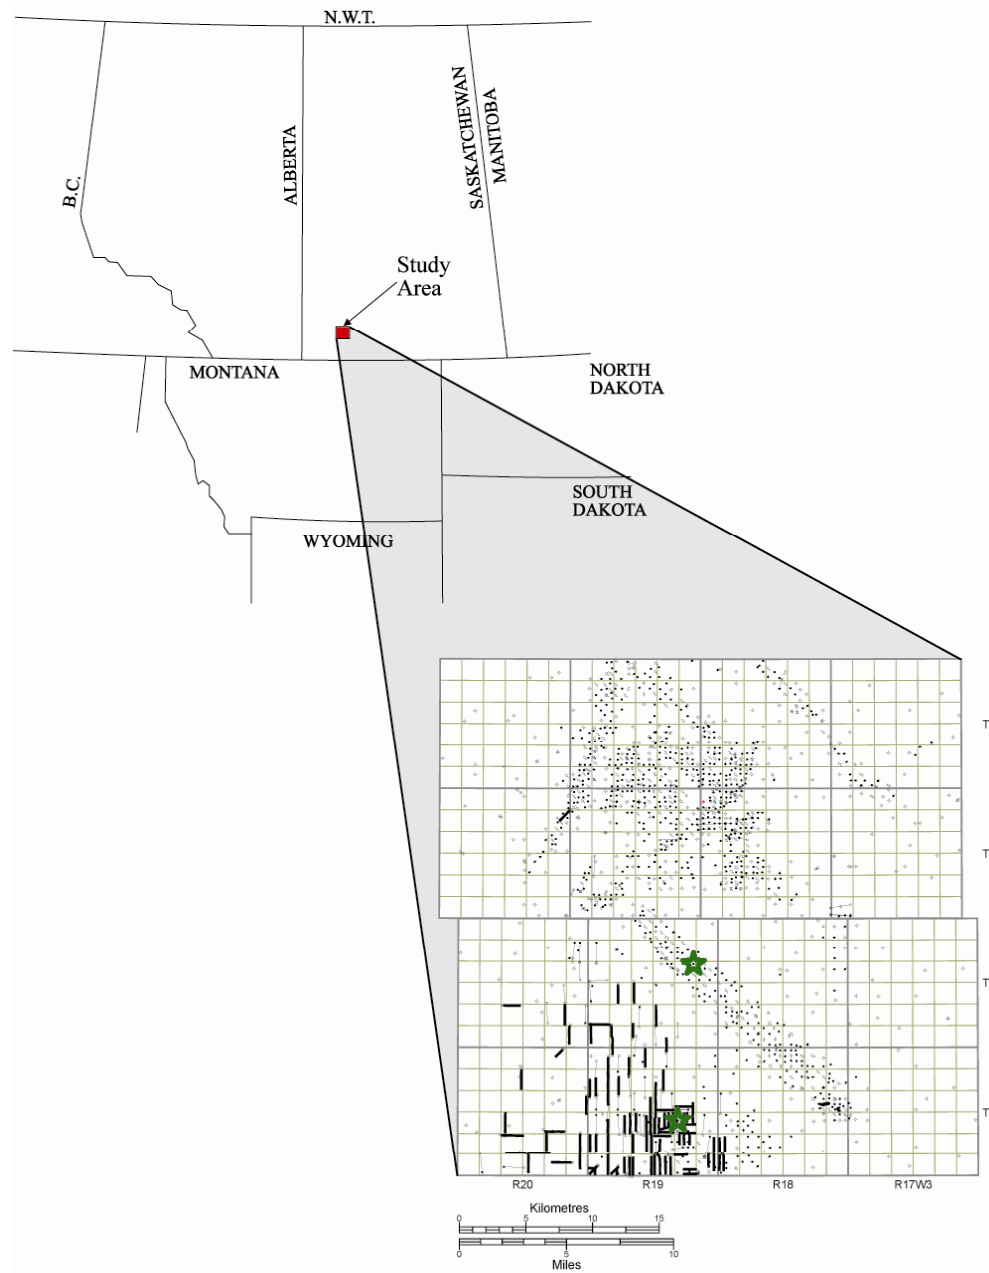 N.W.T.
B.C.
ALBERTA
SASKATCHEWAN
MANITOBA
Study
Area
MONTANA
NORTH
DAKOTA
SOUTH
DAKOTA
WYOMING
T
T
T
T
R20 R19 R18 R17W3
Kilometres
0 5 10 15
0 5 10
Miles